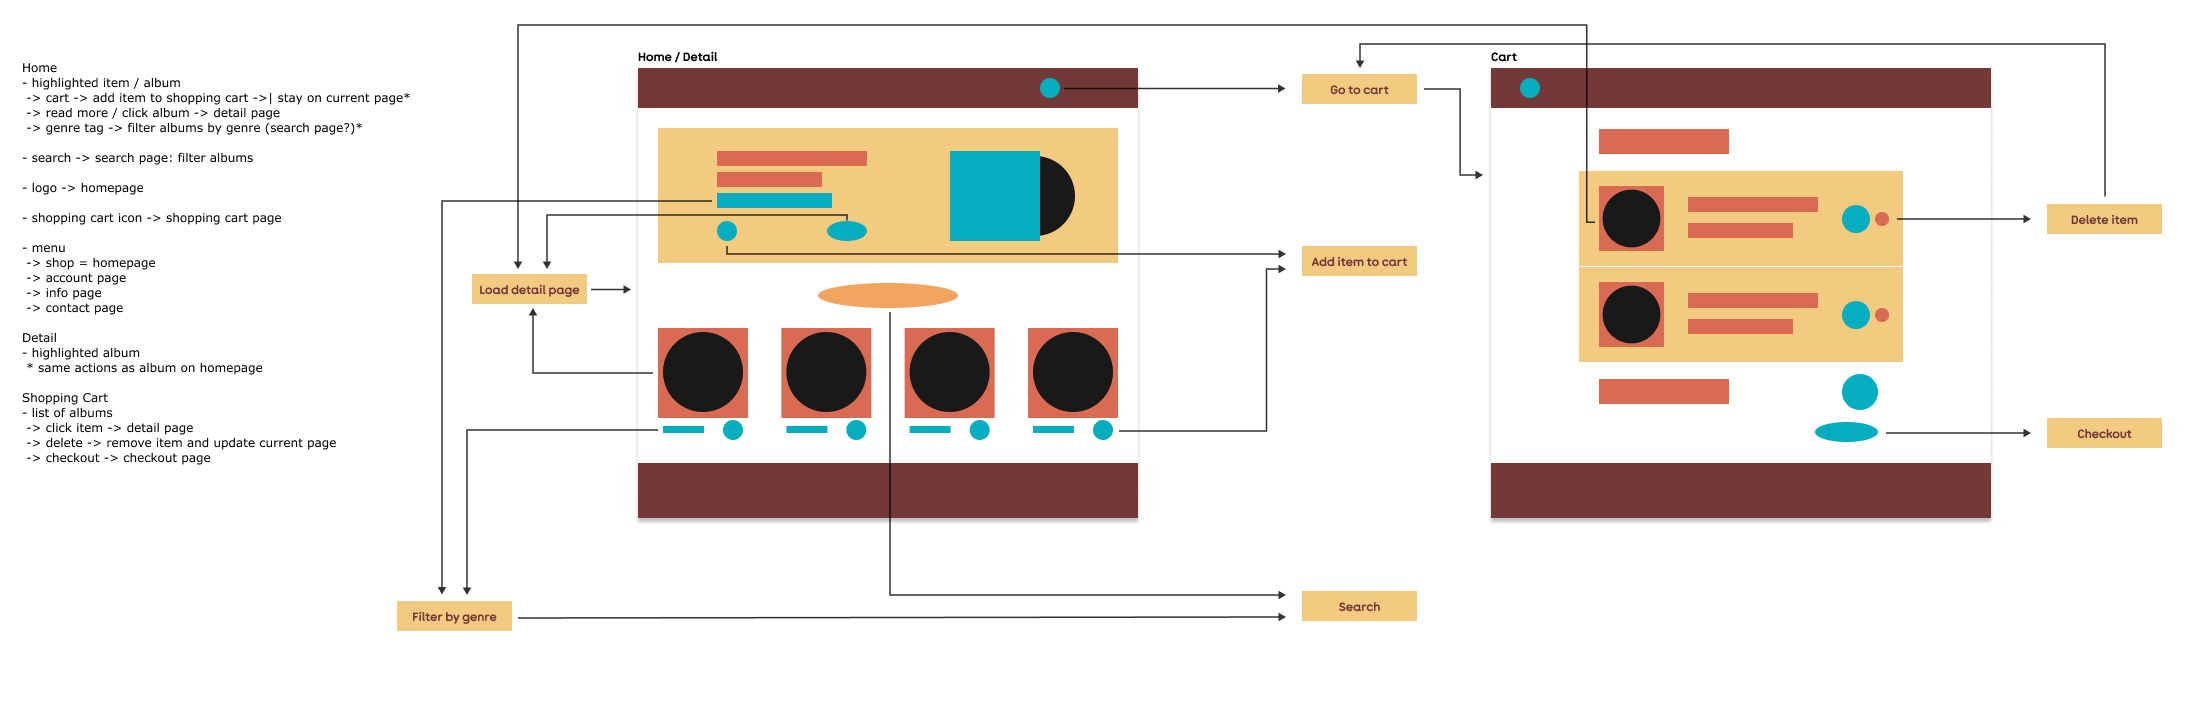 Home
- highlighted item / album
-> cart -> add item to shopping cart ->| stay on current page*
-> read more / click album -> detail page
-> genre tag -> filter albums by genre (search page?)*
- search -> search page: filter albums
- logo -> homepage
- shopping cart icon -> shopping cart page
- menu
-> shop = homepage
-> account page
-> info page
-> contact page
Detail
- highlighted album
* same actions as album on homepage
Shopping Cart
- list of albums
-> click item -> detail page
-> delete -> remove item and update current page
-> checkout -> checkout page
Home / Detail
Cart
Go to cart
Delete item
Add item to cart
Load detail page
Checkout
Search
Filter by genre